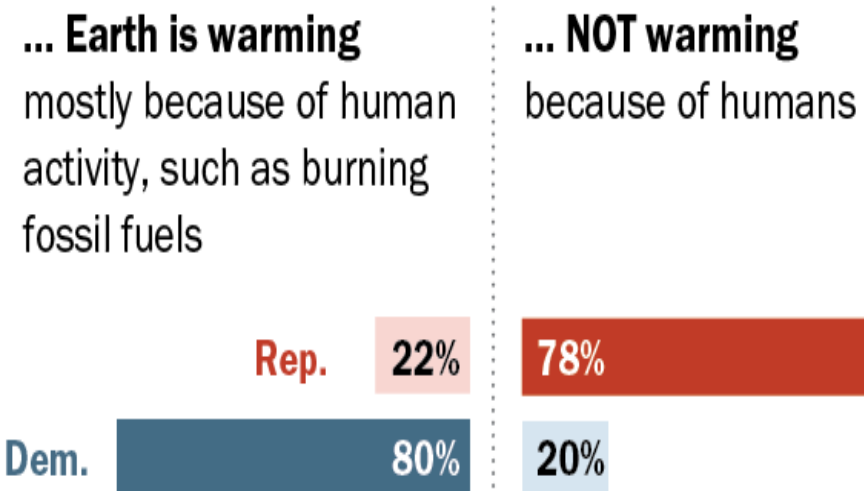 ... Earth is warming
mostly because of human
activity, such as burning
fossil fuels
... NOT warming
because of humans
Rep. 22% 78%
Dem. 80% 20%